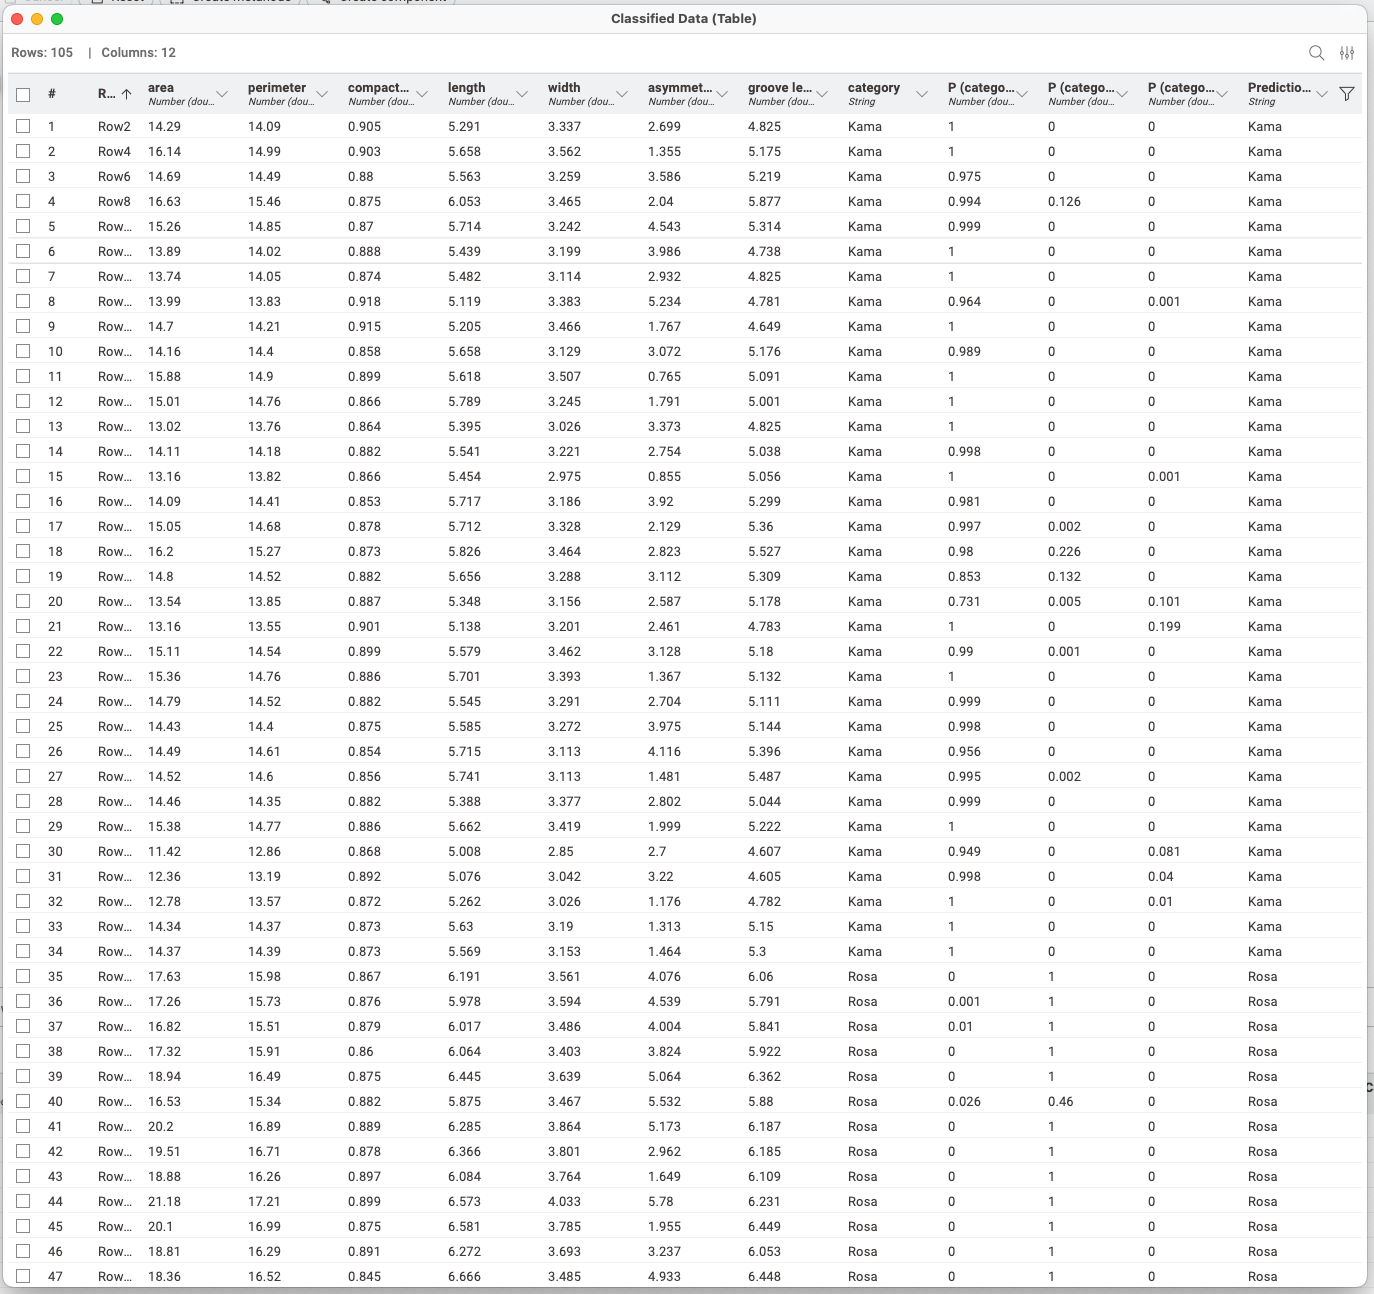 Classified Data (Table)
Rows: 105 | Columns: 12
# R... area perimeter compact... length width asymmet... groove le... category P (catego... P (catego... P (catego... Predictio...
Number (dou... Number (dou... Number (dou... Number (dou... Number (dou... Number (dou... Number (dou... String Number (dou... Number (dou... Number (dou... String
1 Row2 14.29 14.09 0.905 5.291 3.337 2.699 4.825 Kama 1 0 0 Kama
2 Row4 16.14 14.99 0.903 5.658 3.562 1.355 5.175 Kama 1 0 0 Kama
3 Row6 14.69 14.49 0.88 5.563 3.259 3.586 5.219 Kama 0.975 0 0 Kama
4 Row8 16.63 15.46 0.875 6.053 3.465 2.04 5.877 Kama 0.994 0.126 0 Kama
5 Row... 15.26 14.85 0.87 5.714 3.242 4.543 5.314 Kama 0.999 0 0 Kama
6 Row... 13.89 14.02 0.888 5.439 3.199 3.986 4.738 Kama 1 0 0 Kama
7 Row... 13.74 14.05 0.874 5.482 3.114 2.932 4.825 Kama 1 0 0 Kama
8 Row... 13.99 13.83 0.918 5.119 3.383 5.234 4.781 Kama 0.964 0 0.001 Kama
9 Row... 14.7 14.21 0.915 5.205 3.466 1.767 4.649 Kama 1 0 0 Kama
10 Row... 14.16 14.4 0.858 5.658 3.129 3.072 5.176 Kama 0.989 0 0 Kama
11 Row... 15.88 14.9 0.899 5.618 3.507 0.765 5.091 Kama 1 0 0 Kama
12 Row... 15.01 14.76 0.866 5.789 3.245 1.791 5.001 Kama 1 0 0 Kama
13 Row... 13.02 13.76 0.864 5.395 3.026 3.373 4.825 Kama 1 0 0 Kama
14 Row... 14.11 14.18 0.882 5.541 3.221 2.754 5.038 Kama 0.998 0 0 Kama
15 Row... 13.16 13.82 0.866 5.454 2.975 0.855 5.056 Kama 1 0 0.001 Kama
16 Row... 14.09 14.41 0.853 5.717 3.186 3.92 5.299 Kama 0.981 0 0 Kama
17 Row... 15.05 14.68 0.878 5.712 3.328 2.129 5.36 Kama 0.997 0.002 0 Kama
18 Row... 16.2 15.27 0.873 5.826 3.464 2.823 5.527 Kama 0.98 0.226 0 Kama
19 Row... 14.8 14.52 0.882 5.656 3.288 3.112 5.309 Kama 0.853 0.132 0 Kama
20 Row... 13.54 13.85 0.887 5.348 3.156 2.587 5.178 Kama 0.731 0.005 0.101 Kama
21 Row... 13.16 13.55 0.901 5.138 3.201 2.461 4.783 Kama 1 0 0.199 Kama
22 Row... 15.11 14.54 0.899 5.579 3.462 3.128 5.18 Kama 0.99 0.001 0 Kama
23 Row... 15.36 14.76 0.886 5.701 3.393 1.367 5.132 Kama 1 0 0 Kama
24 Row... 14.79 14.52 0.882 5.545 3.291 2.704 5.111 Kama 0.999 0 0 Kama
25 Row... 14.43 14.4 0.875 5.585 3.272 3.975 5.144 Kama 0.998 0 0 Kama
26 Row... 14.49 14.61 0.854 5.715 3.113 4.116 5.396 Kama 0.956 0 0 Kama
27 Row... 14.52 14.6 0.856 5.741 3.113 1.481 5.487 Kama 0.995 0.002 0 Kama
28 Row... 14.46 14.35 0.882 5.388 3.377 2.802 5.044 Kama 0.999 0 0 Kama
29 Row... 15.38 14.77 0.886 5.662 3.419 1.999 5.222 Kama 1 0 0 Kama
30 Row... 11.42 12.86 0.868 5.008 2.85 2.7 4.607 Kama 0.949 0 0.081 Kama
31 Row... 12.36 13.19 0.892 5.076 3.042 3.22 4.605 Kama 0.998 0 0.04 Kama
32 Row... 12.78 13.57 0.872 5.262 3.026 1.176 4.782 Kama 1 0 0.01 Kama
33 Row... 14.34 14.37 0.873 5.63 3.19 1.313 5.15 Kama 1 0 0 Kama
34 Row... 14.37 14.39 0.873 5.569 3.153 1.464 5.3 Kama 1 0 0 Kama
35 Row... 17.63 15.98 0.867 6.191 3.561 4.076 6.06 Rosa 0 1 0 Rosa
36 Row... 17.26 15.73 0.876 5.978 3.594 4.539 5.791 Rosa 0.001 1 0 Rosa
37 Row... 16.82 15.51 0.879 6.017 3.486 4.004 5.841 Rosa 0.01 1 0 Rosa
38 Row... 17.32 15.91 0.86 6.064 3.403 3.824 5.922 Rosa 0 1 0 Rosa
39 Row... 18.94 16.49 0.875 6.445 3.639 5.064 6.362 Rosa 0 1 0 Rosa
40 Row... 16.53 15.34 0.882 5.875 3.467 5.532 5.88 Rosa 0.026 0.46 0 Rosa
41 Row... 20.2 16.89 0.889 6.285 3.864 5.173 6.187 Rosa 0 1 0 Rosa
42 Row... 19.51 16.71 0.878 6.366 3.801 2.962 6.185 Rosa 0 1 0 Rosa
43 Row... 18.88 16.26 0.897 6.084 3.764 1.649 6.109 Rosa 0 1 0 Rosa
44 Row... 21.18 17.21 0.899 6.573 4.033 5.78 6.231 Rosa 0 1 0 Rosa
45 Row... 20.1 16.99 0.875 6.581 3.785 1.955 6.449 Rosa 0 1 0 Rosa
46 Row... 18.81 16.29 0.891 6.272 3.693 3.237 6.053 Rosa 0 1 0 Rosa
47 Row... 18.36 16.52 0.845 6.666 3.485 4.933 6.448 Rosa 0 1 0 Rosa